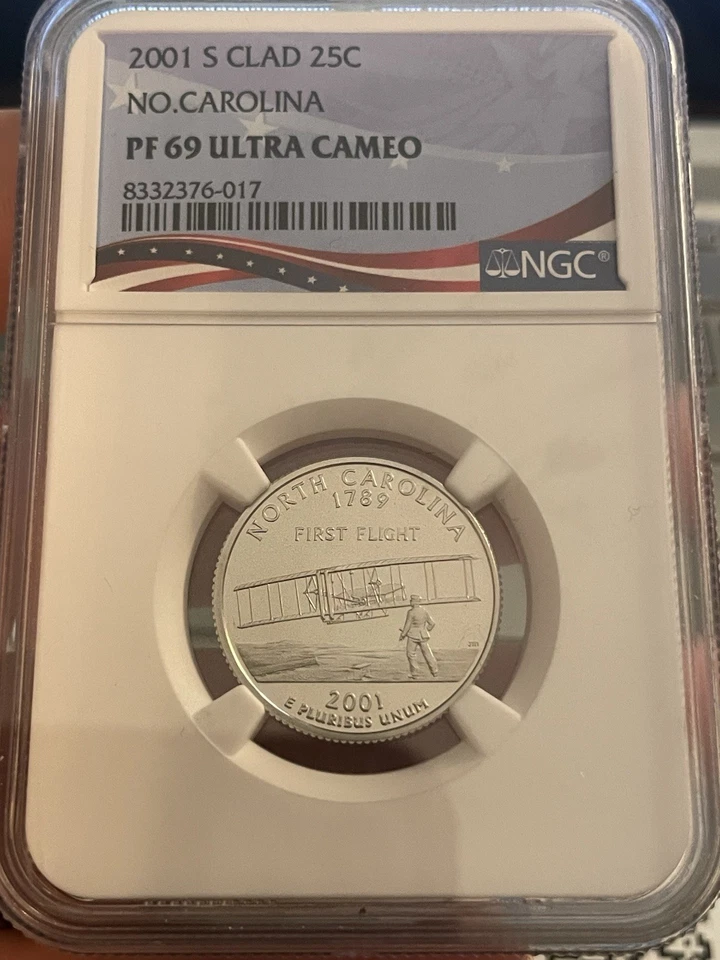 2001 S CLAD 25C
NO.CAROLINA
PF 69 ULTRA CAMEO
8332376-017
NGC®
NORTH CAROLINA
1789
FIRST FLIGHT
2001
E PLURIBUS UNUM